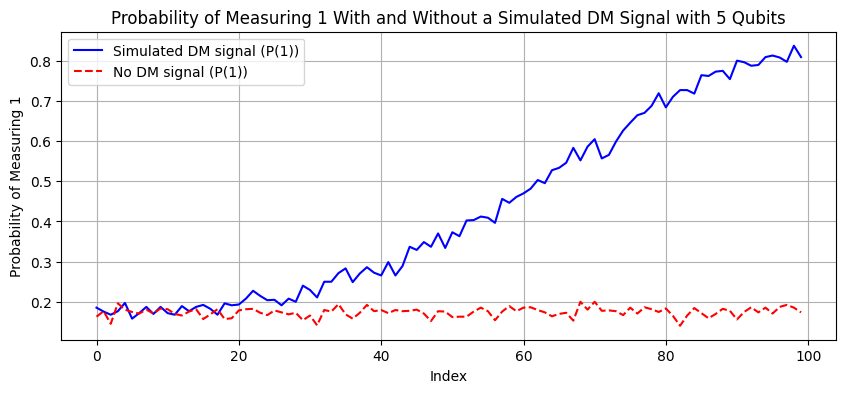 Probability of Measuring 1 With and Without a Simulated DM Signal with 5 Qubits
Simulated DM signal (P(1))
No DM signal (P(1))
Probability of Measuring 1
0.8
0.7
0.6
0.5
0.4
0.3
0.2
0 20 40 60 80 100
Index